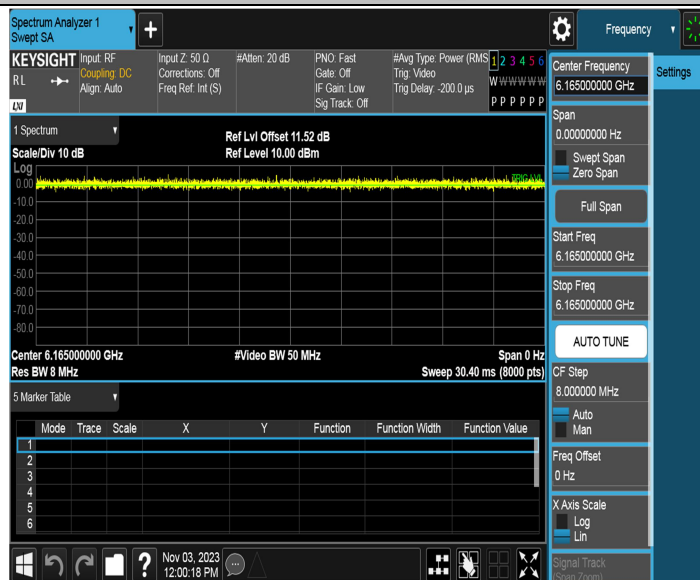 Spectrum Analyzer 1
Swept SA
Frequency
KEYSIGHT
Input: RF
Coupling: DC
Align: Auto
Input Z: 50 Ω
Corrections: Off
Freq Ref: Int (S)
#Atten: 20 dB
PNO: Fast
Gate: Off
IF Gain: Low
Sig Track: Off
#Avg Type: Power (RMS
Trig: Video
Trig Delay: -200.0 µs
1 2 3 4 5 6
W W W W W W
P P P P P P
R L
LXI
1 Spectrum
Scale/Div 10 dB
Ref Lvl Offset 11.52 dB
Ref Level 10.00 dBm
Log
0.00
-10.0
-20.0
-30.0
-40.0
-50.0
-60.0
-70.0
-80.0
TRIG LVL
Center 6.165000000 GHz
#Video BW 50 MHz
Span 0 Hz
Res BW 8 MHz
Sweep 30.40 ms (8000 pts)
5 Marker Table
Mode Trace Scale X Y Function Function Width Function Value
1
2
3
4
5
6
Nov 03, 2023
12:00:18 PM
Center Frequency
6.165000000 GHz
Settings
Span
0.00000000 Hz
Swept Span
Zero Span
Full Span
Start Freq
6.165000000 GHz
Stop Freq
6.165000000 GHz
AUTO TUNE
CF Step
8.000000 MHz
Auto
Man
Freq Offset
0 Hz
X Axis Scale
Log
Lin
Signal Track
(Span Zoom)